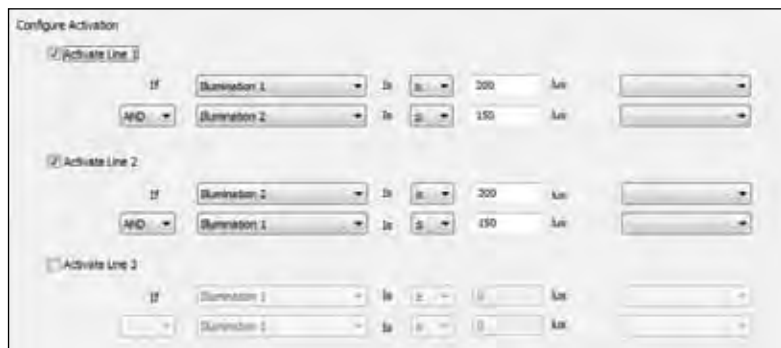 Configure Activation
Activate Line 1
If Illumination 1 Is 200 lux
AND Illumination 2 Is 150 lux
Activate Line 2
If Illumination 2 Is 200 lux
AND Illumination 1 Is 150 lux
Activate Line 3
If Illumination 1 Is 0 lux
Illumination 1 Is 0 lux